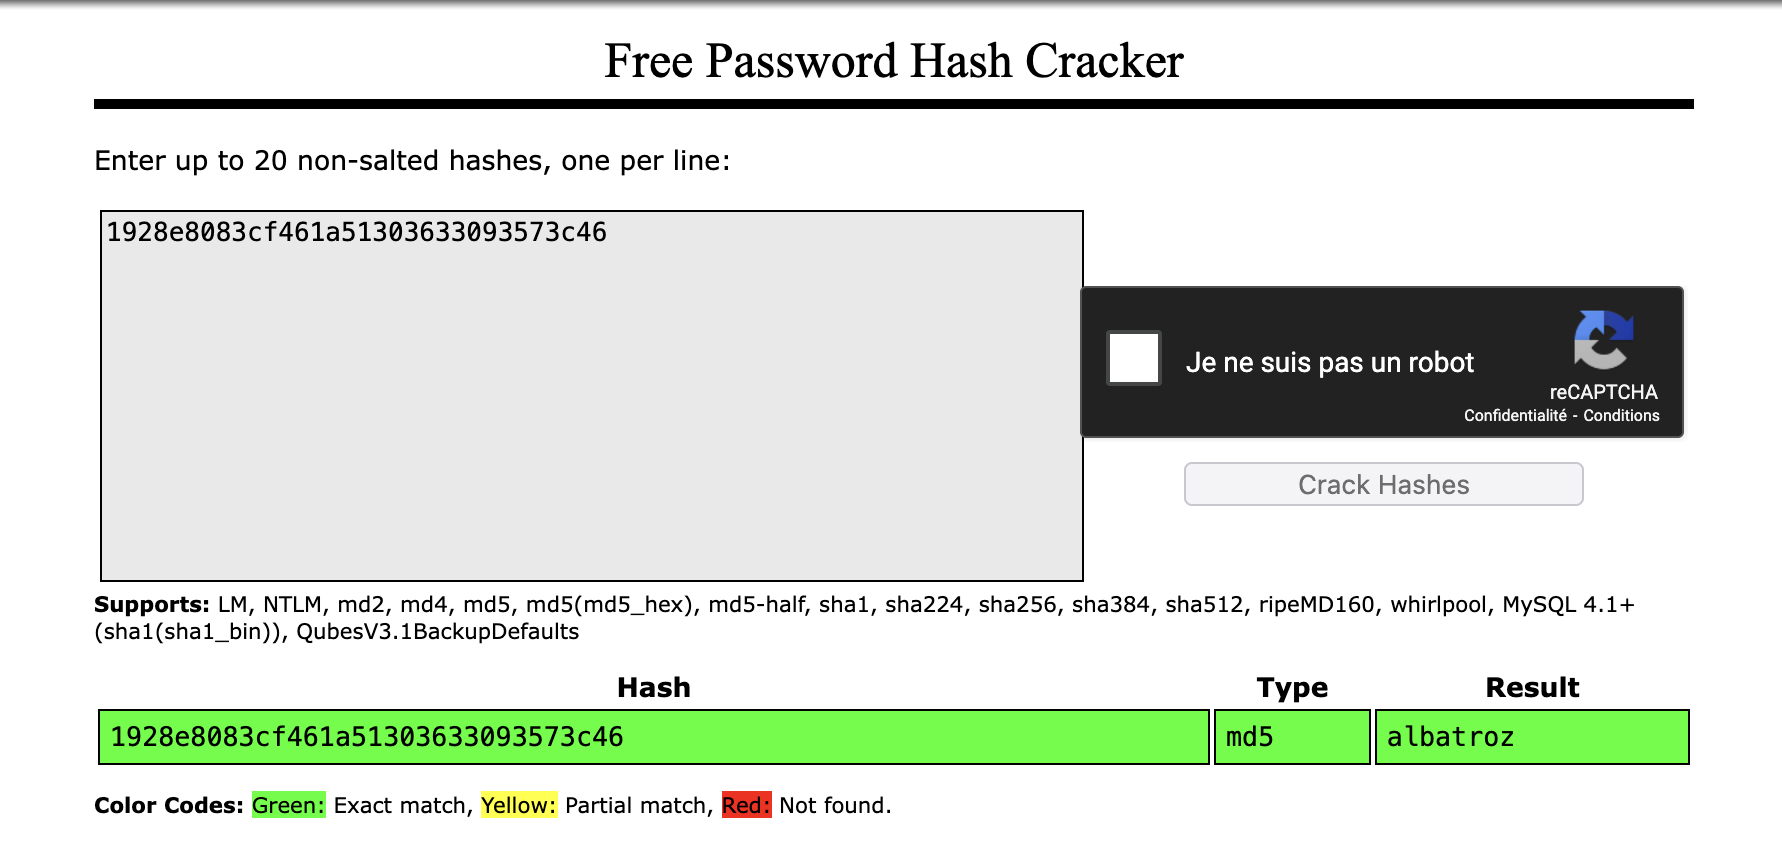 Free Password Hash Cracker
Enter up to 20 non-salted hashes, one per line:
1928e8083cf461a51303633093573c46
Je ne suis pas un robot
reCAPTCHA
Confidentialité - Conditions
Crack Hashes
Supports: LM, NTLM, md2, md4, md5, md5(md5_hex), md5-half, sha1, sha224, sha256, sha384, sha512, ripeMD160, whirlpool, MySQL 4.1+
(sha1(sha1_bin)), QubesV3.1BackupDefaults
Hash Type Result
1928e8083cf461a51303633093573c46 md5 albatroz
Color Codes: Green: Exact match, Yellow: Partial match, Red: Not found.